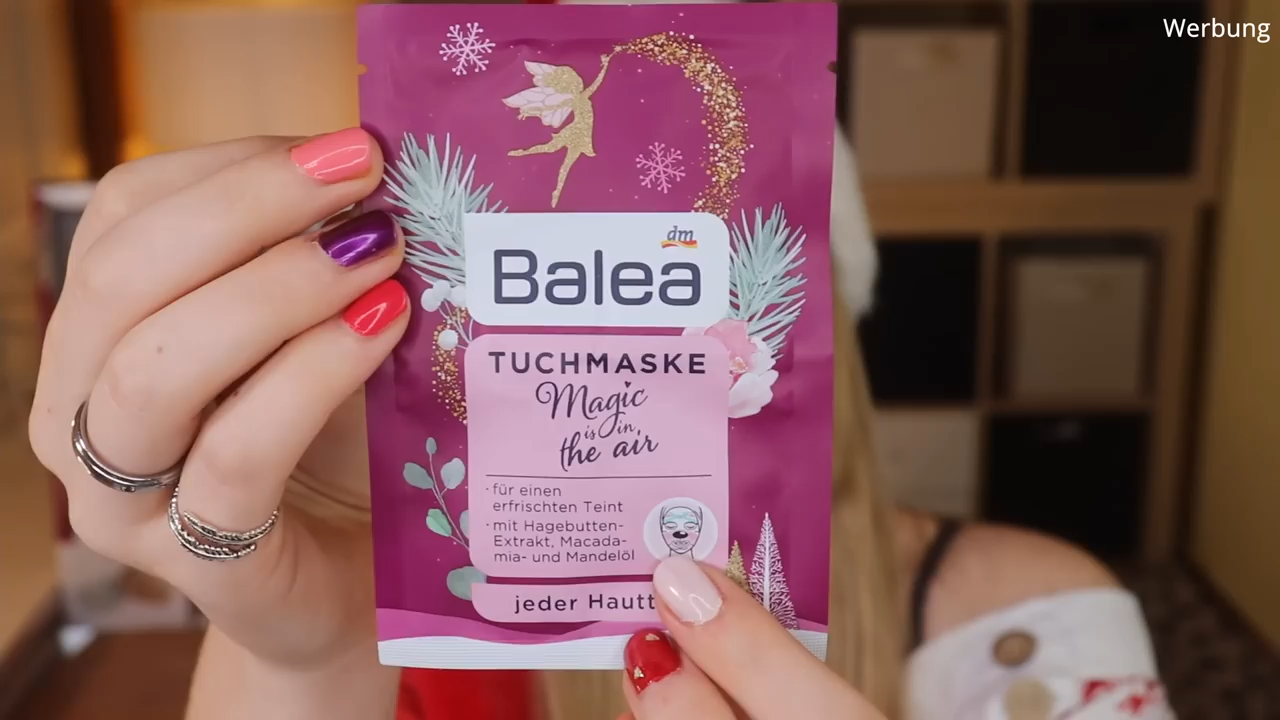 Werbung
dm
Balea
TUCHMASKE
Magic
is in
the air
· für einen
erfrischten Teint
· mit Hagebutten-
Extrakt, Macada-
mia- und Mandelöl
jeder Hautt